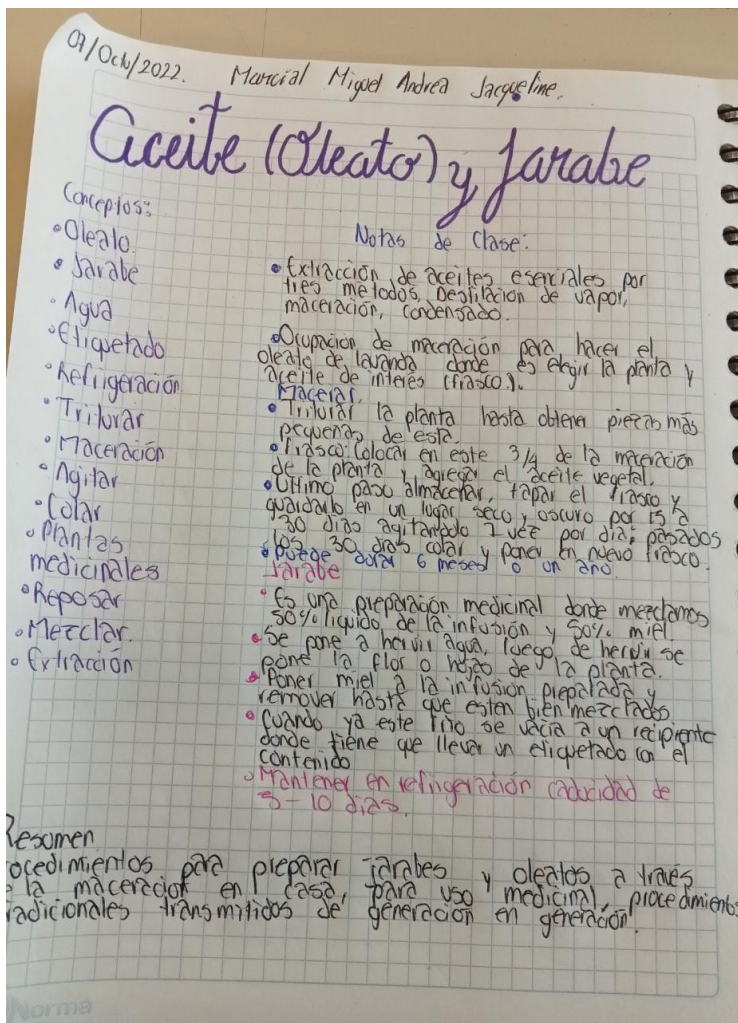 07/Octu/2022. Marcial Miguel Andrea Jacqueline.
Aceite (Oleato) y Jarabe
Conceptos:
•Oleato
•Jarabe
•Agua
•Etiquetado
•Refrigeración
•Triturar
•Maceración
•Agitar
•Colar
•Plantas
medicinales
•Reposar
•Mezclar.
•Extracción
Notas de Clase:
•Extracción de aceites esenciales por
tres metodos, Destilación de vapor,
maceración, condensado.
•Ocupación de maceración para hacer el
oleato de lavanda donde es elegir la planta y
aceite de interes (frasco).
Macerar.
•Triturar la planta hasta obtener piezas más
pequeñas de esta.
•Frasco: Colocar en este 3/4 de la maceración
de la planta y agregar el aceite vegetal.
•Ultimo paso almacenar, tapar el frasco y
guardarlo en un lugar seco y oscuro por 15 a
30 dias agitandolo 1 vez por dia; pasados
los 30 dias colar y poner en nuevo frasco.
•puede durar 6 meses o un año.
Jarabe
•Es una preparación medicinal donde mezclamos
50% liquido de la infusión y 50% miel.
•Se pone a hervir agua, luego de hervir se
pone la flor o hojas de la planta.
•Poner miel a la infusión preparada y
remover hasta que esten bien mezclados
•Cuando ya este frio se vacia a un recipiente
donde tiene que llevar un etiquetado con el
contenido
•Mantener en refrigeración caducidad de
5-10 dias.
Resumen
ocedimientos para preparar jarabes y oleatos a través
la maceración en casa, para uso medicinal, procedimiento
adicionales transmitidos de generación en generación.
Norma